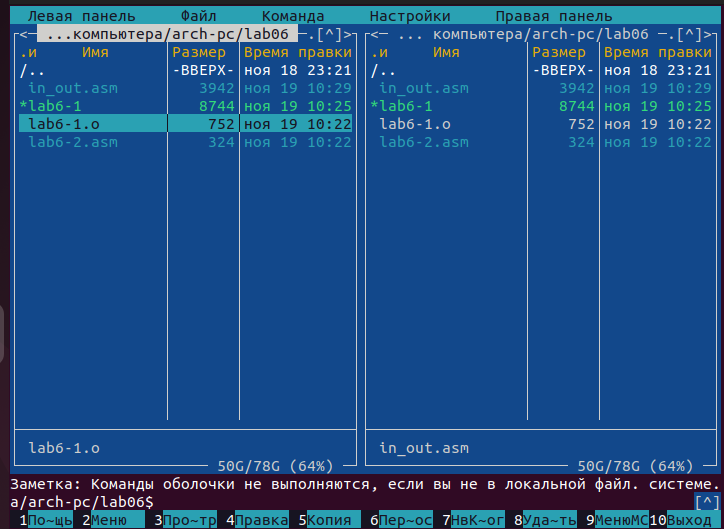 Левая панель Файл Команда Настройки Правая панель
<─ ...компьютера/arch-pc/lab06 ─.[^]>
<─ ... компьютера/arch-pc/lab06 ─.[^]>
.и Имя Размер Время правки .и Имя Размер Время правки
/.. -ВВЕРХ- ноя 18 23:21 /.. -ВВЕРХ- ноя 18 23:21
in_out.asm 3942 ноя 19 10:29 in_out.asm 3942 ноя 19 10:29
*lab6-1 8744 ноя 19 10:25 *lab6-1 8744 ноя 19 10:25
lab6-1.o 752 ноя 19 10:22 lab6-1.o 752 ноя 19 10:22
lab6-2.asm 324 ноя 19 10:22 lab6-2.asm 324 ноя 19 10:22
lab6-1.o in_out.asm
50G/78G (64%) 50G/78G (64%)
Заметка: Команды оболочки не выполняются, если вы не в локальной файл. системе.
a/arch-pc/lab06$ [^]
1По~щь 2Меню 3Про~тр 4Правка 5Копия 6Пер~ос 7НвК~ог 8Уда~ть 9МенюМС10Выход